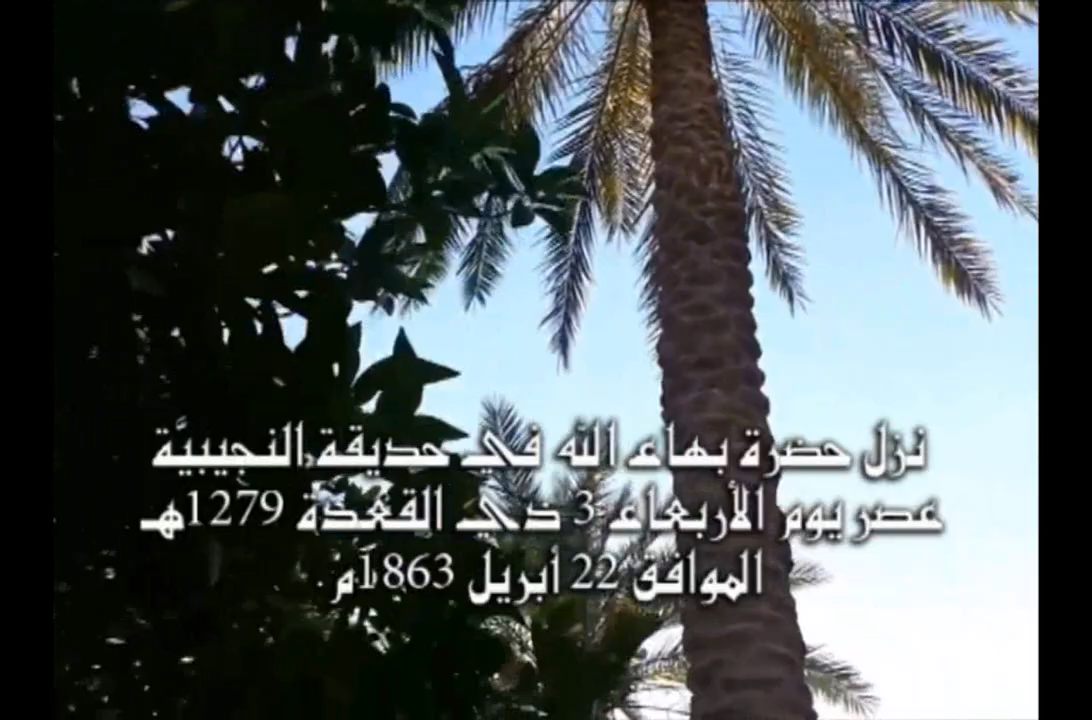 نزل حضرة بهاء الله في حديقة النجيبيَّة
عصر يوم الأربعاء 3 ذي القعدة 1279هـ
الموافق 22 أبريل 1863م.